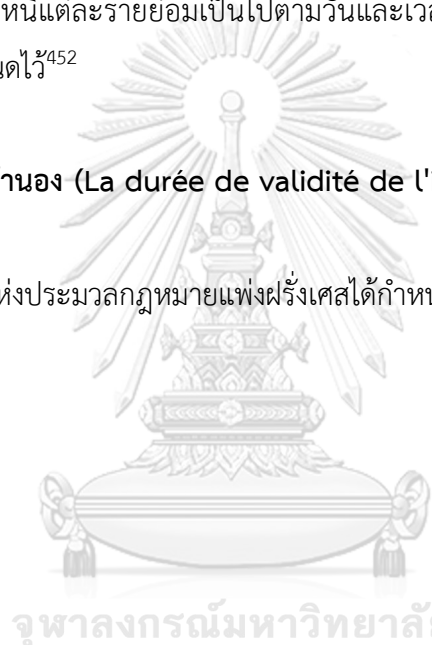 หนี้แต่ละรายย่อมเป็นไปตามวันและเวล
นดไว้452
านอง (La durée de validité de l'
ห่งประมวลกฎหมายแพ่งฝรั่งเศสได้กำหน
จุฬาลงกรณ์มหาวิทยาลัย